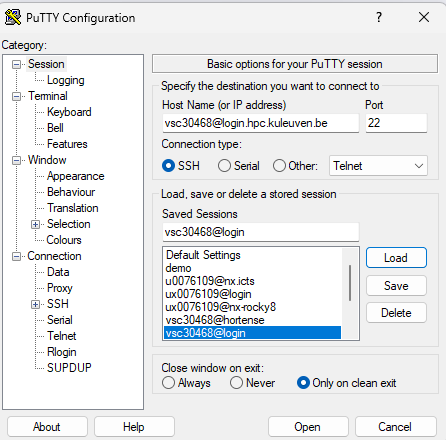 PuTTY Configuration ? ×
Category:
Session
Logging
Terminal
Keyboard
Bell
Features
Window
Appearance
Behaviour
Translation
Selection
Colours
Connection
Data
Proxy
SSH
Serial
Telnet
Rlogin
SUPDUP
Basic options for your PuTTY session
Specify the destination you want to connect to
Host Name (or IP address) Port
vsc30468@login.hpc.kuleuven.be 22
Connection type:
SSH Serial Other: Telnet
Load, save or delete a stored session
Saved Sessions
vsc30468@login
Default Settings
demo
u0076109@nx.icts
ux0076109@login
ux0076109@nx-rocky8
vsc30468@hortense
vsc30468@login
Load
Save
Delete
Close window on exit:
Always Never Only on clean exit
About Help Open Cancel